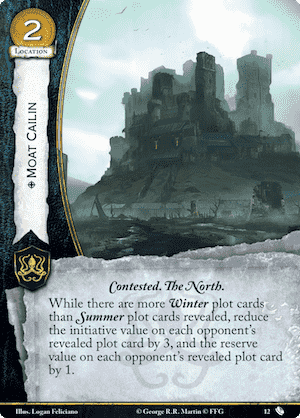 2
LOCATION
MOAT CAILIN
Contested. The North.
While there are more Winter plot cards
than Summer plot cards revealed, reduce
the initiative value on each opponent's
revealed plot card by 3, and the reserve
value on each opponent's revealed plot card
by 1.
Illus. Logan Feliciano © George R.R. Martin © FFG 12